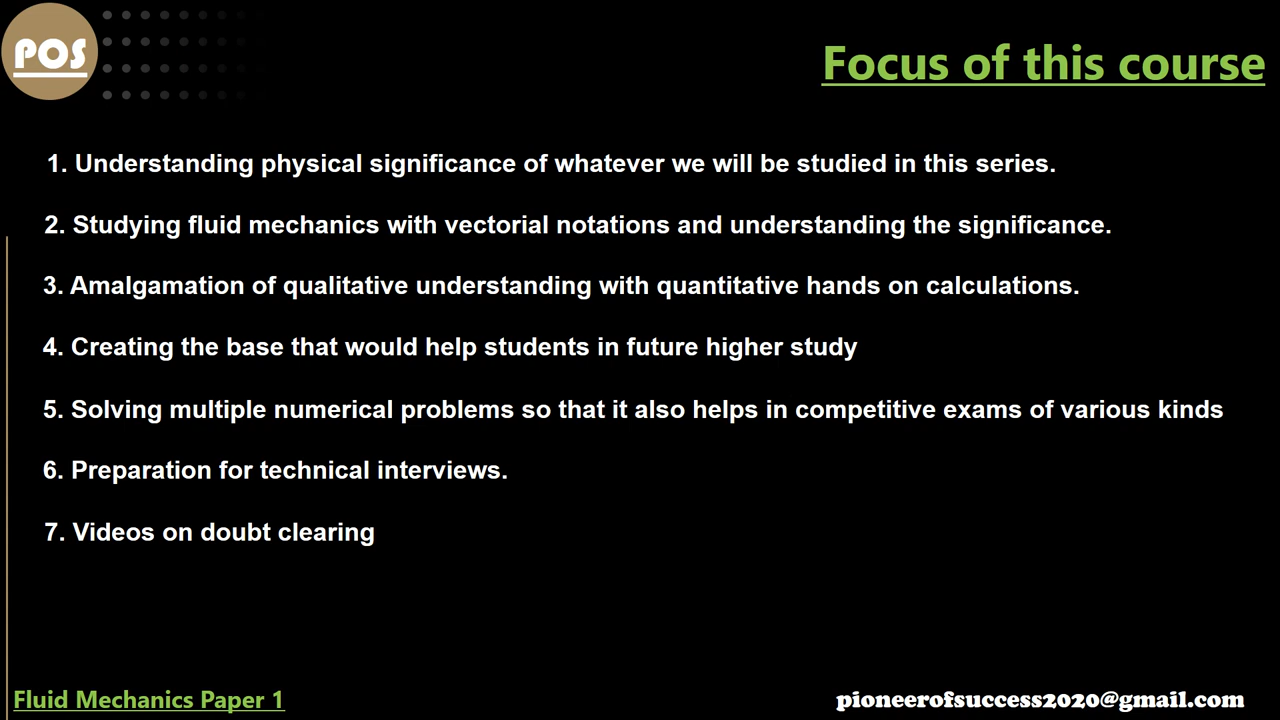 POS
Focus of this course
1. Understanding physical significance of whatever we will be studied in this series.
2. Studying fluid mechanics with vectorial notations and understanding the significance.
3. Amalgamation of qualitative understanding with quantitative hands on calculations.
4. Creating the base that would help students in future higher study
5. Solving multiple numerical problems so that it also helps in competitive exams of various kinds
6. Preparation for technical interviews.
7. Videos on doubt clearing
Fluid Mechanics Paper 1
pioneerofsuccess2020@gmail.com